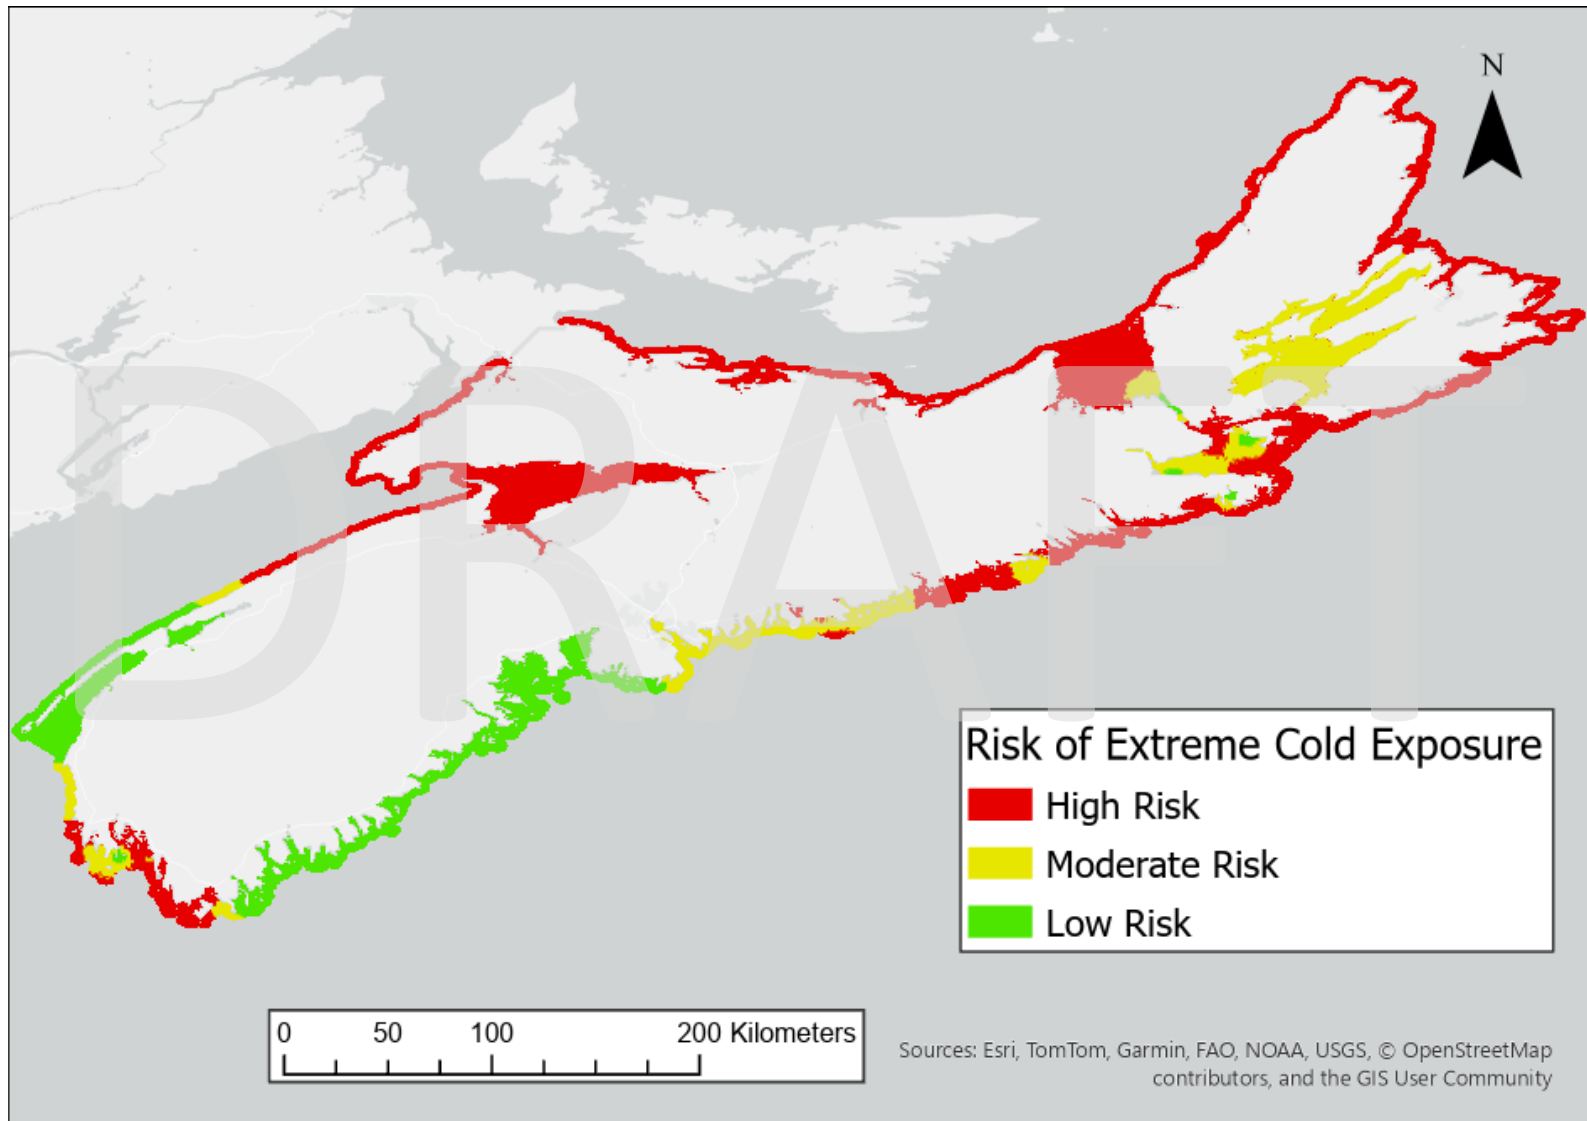 N
DRAFT
Risk of Extreme Cold Exposure
High Risk
Moderate Risk
Low Risk
0 50 100 200 Kilometers
Sources: Esri, TomTom, Garmin, FAO, NOAA, USGS, © OpenStreetMap
contributors, and the GIS User Community